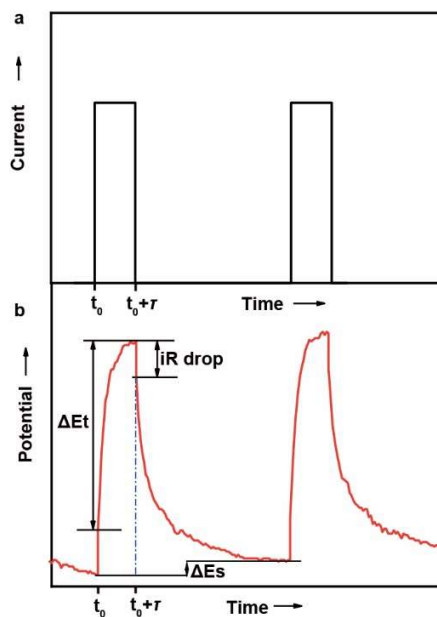 a
Current
t₀
t₀+τ
Time
b
Potential
iR drop
ΔEt
ΔEs
t₀
t₀+τ
Time